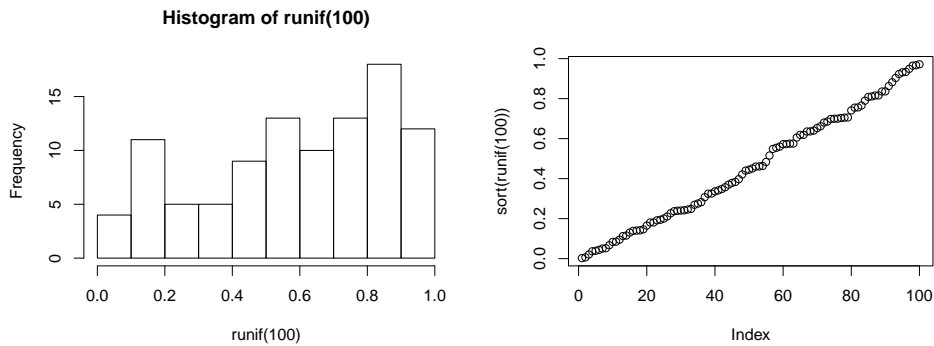 Histogram of runif(100)
Frequency
15
10
5
0
0.0 0.2 0.4 0.6 0.8 1.0
runif(100)
sort(runif(100))
1.0
0.8
0.6
0.4
0.2
0.0
0 20 40 60 80 100
Index